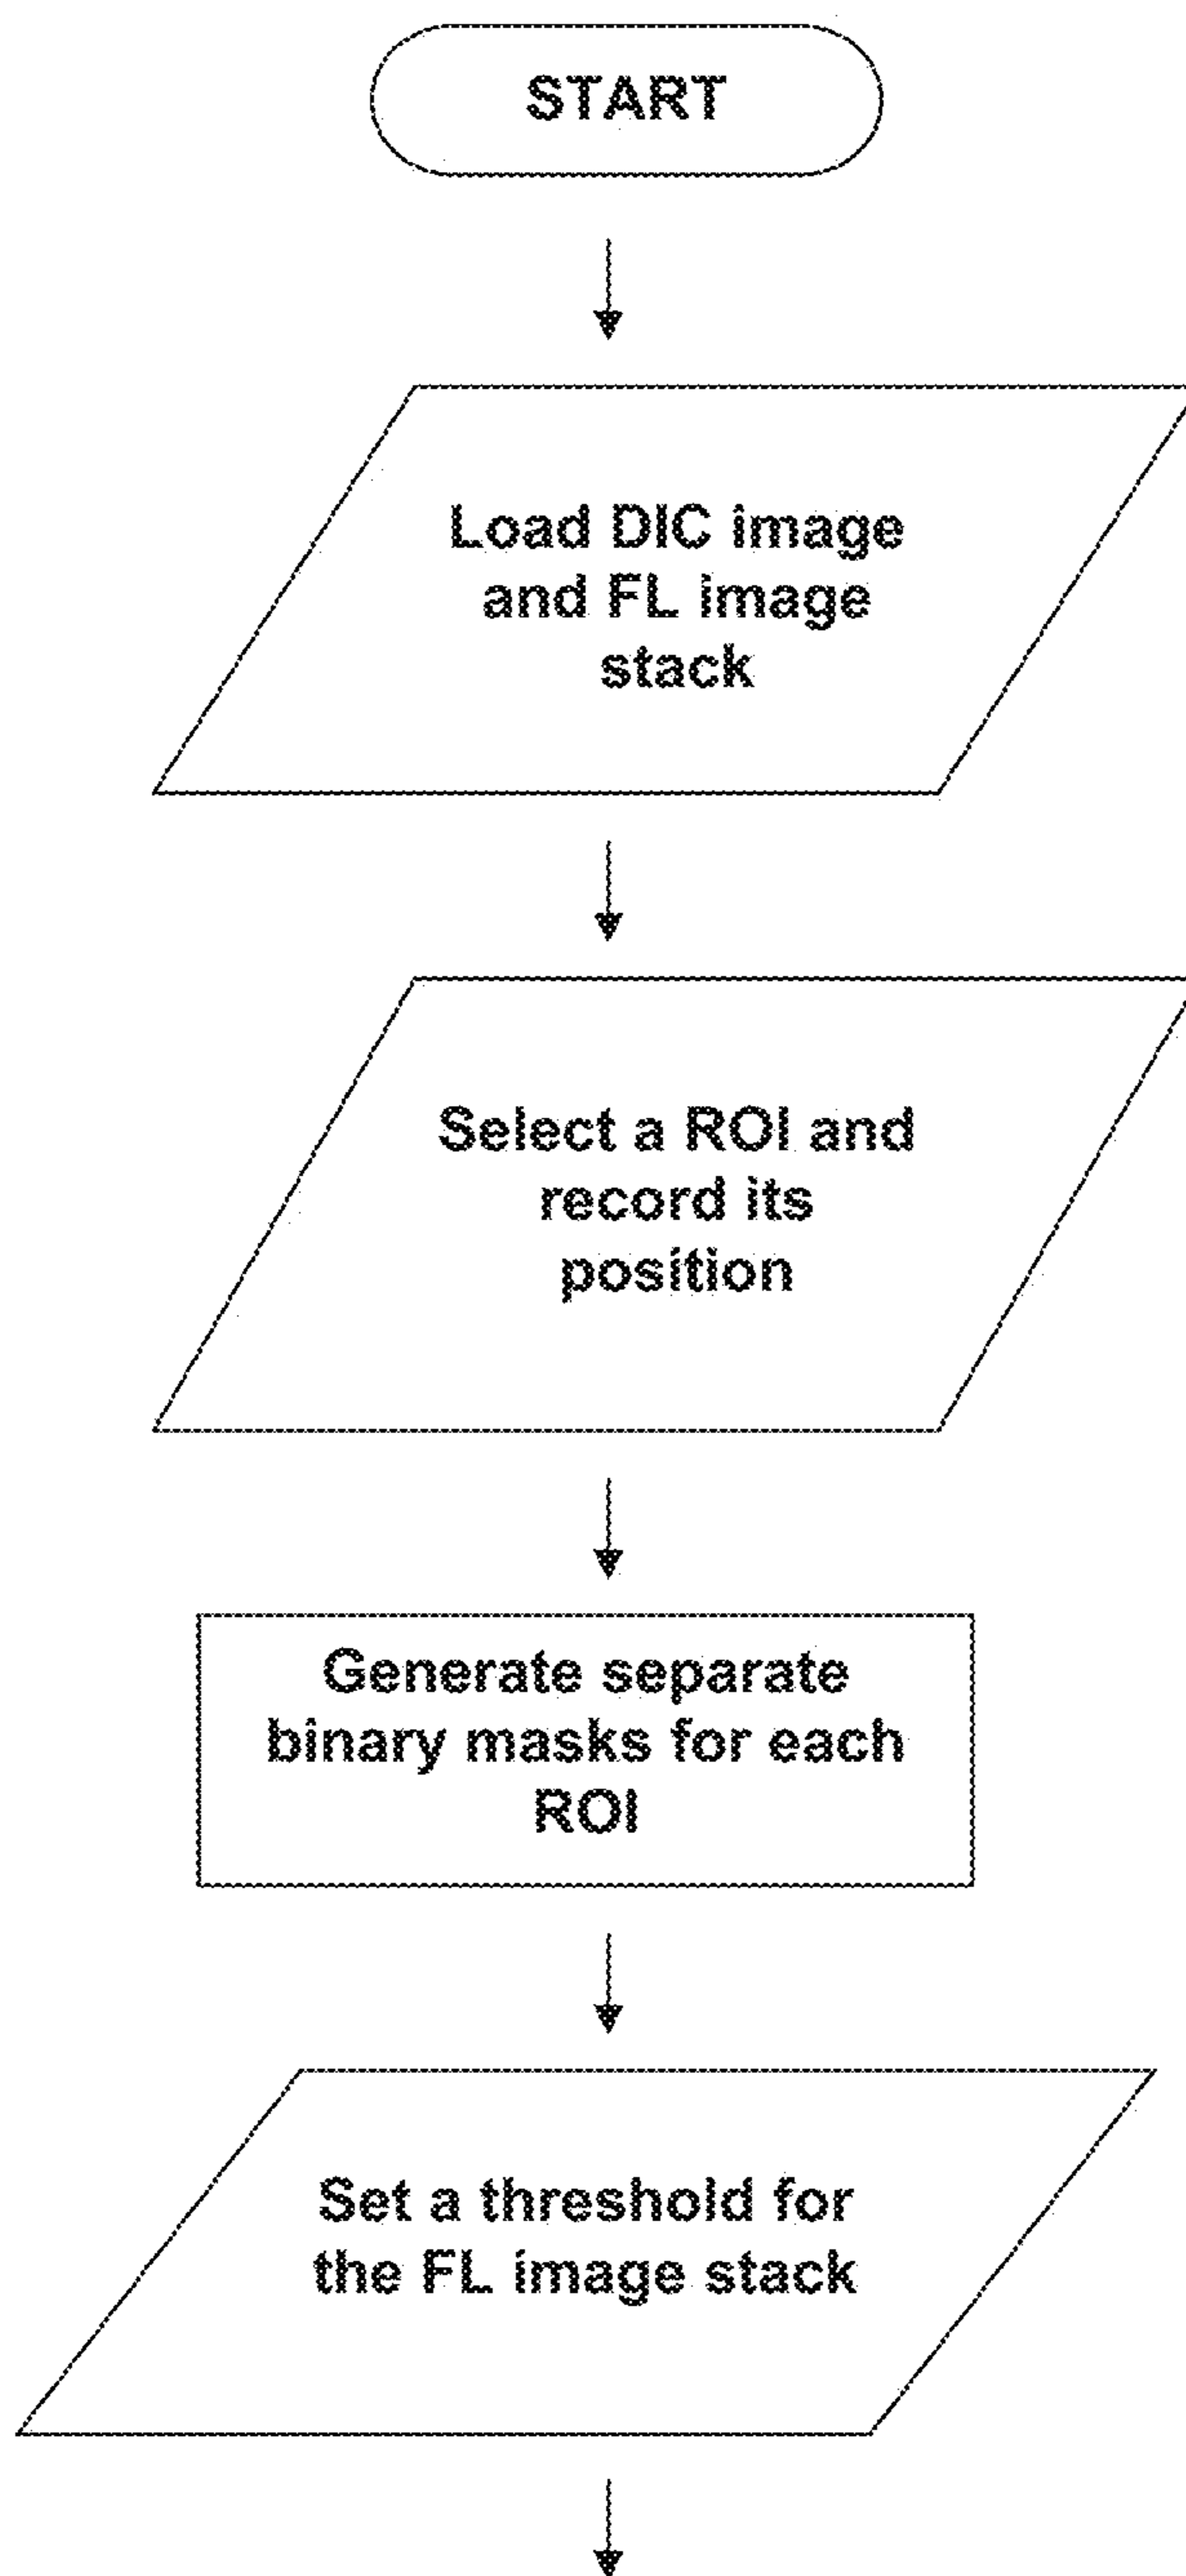 START
Load DIC image
and FL image
stack
Select a ROI and
record its
position
Generate separate
binary masks for each
ROI
Set a threshold for
the FL image stack